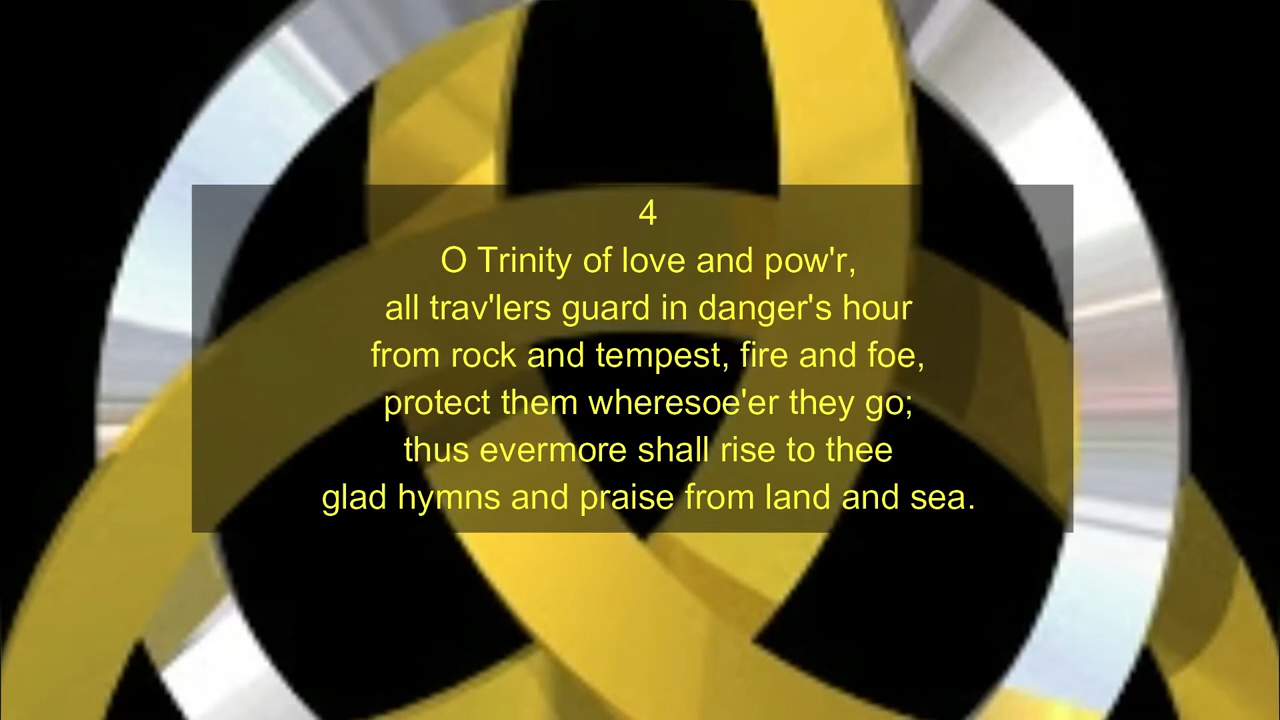 4
O Trinity of love and pow'r,
all trav'lers guard in danger's hour
from rock and tempest, fire and foe,
protect them wheresoe'er they go;
thus evermore shall rise to thee
glad hymns and praise from land and sea.